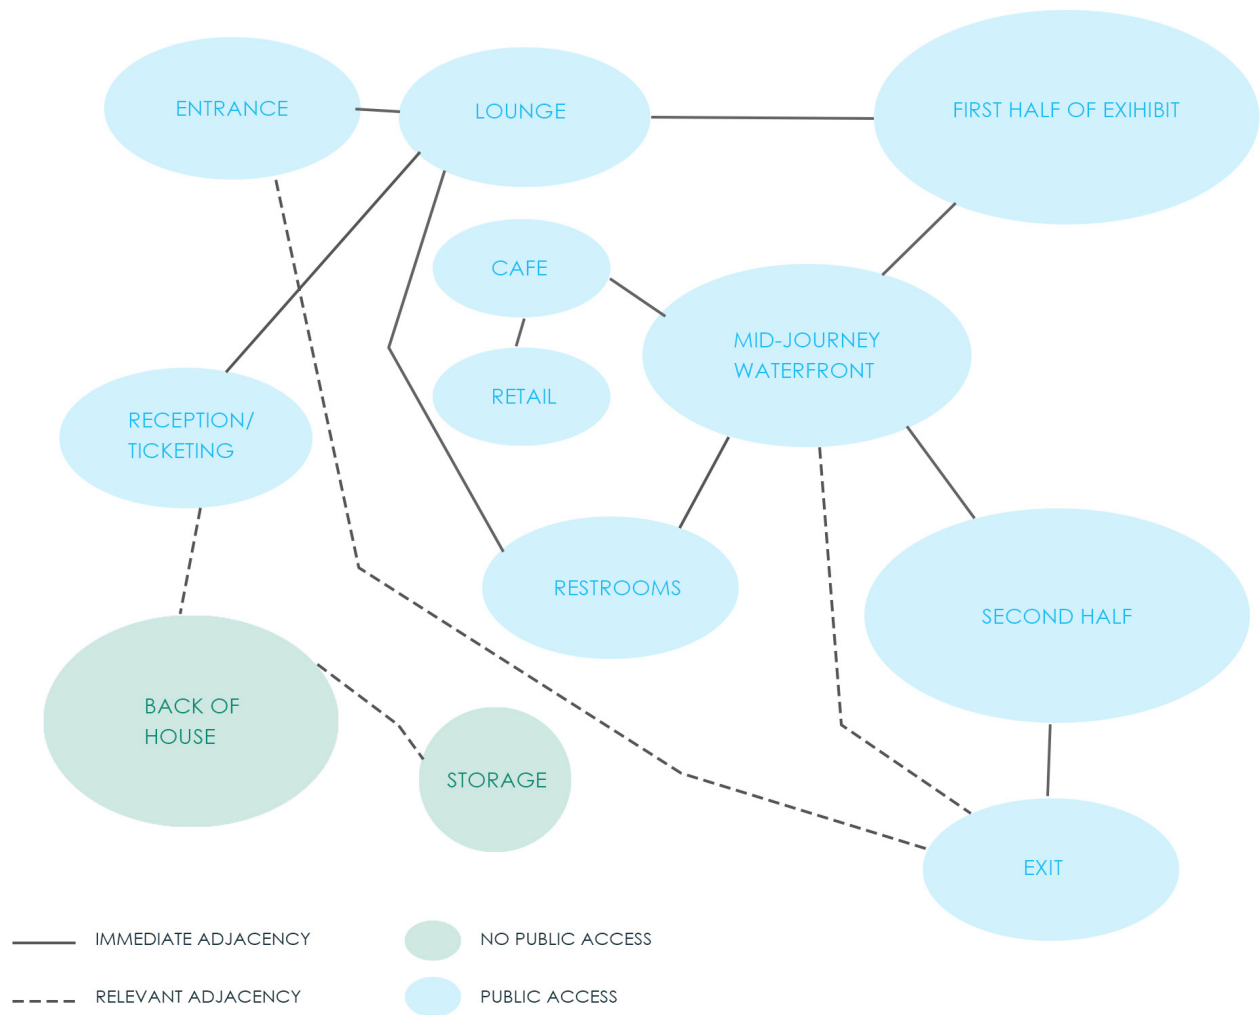 ENTRANCE
LOUNGE
FIRST HALF OF EXIHIBIT
CAFE
MID-JOURNEY
WATERFRONT
RETAIL
RECEPTION/
TICKETING
RESTROOMS
SECOND HALF
BACK OF
HOUSE
STORAGE
EXIT
IMMEDIATE ADJACENCY
NO PUBLIC ACCESS
RELEVANT ADJACENCY
PUBLIC ACCESS